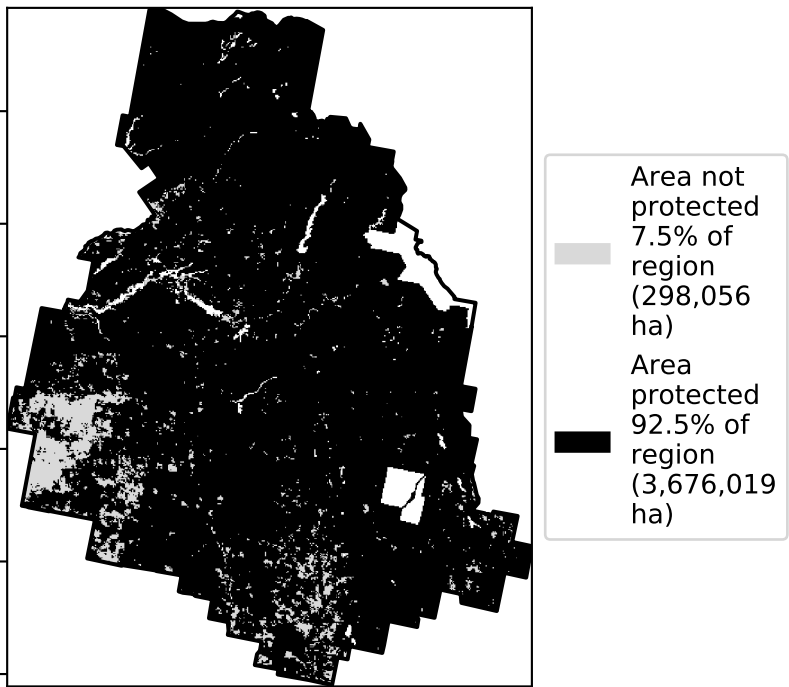 Area not
protected
7.5% of
region
(298,056
ha)
Area
protected
92.5% of
region
(3,676,019
ha)